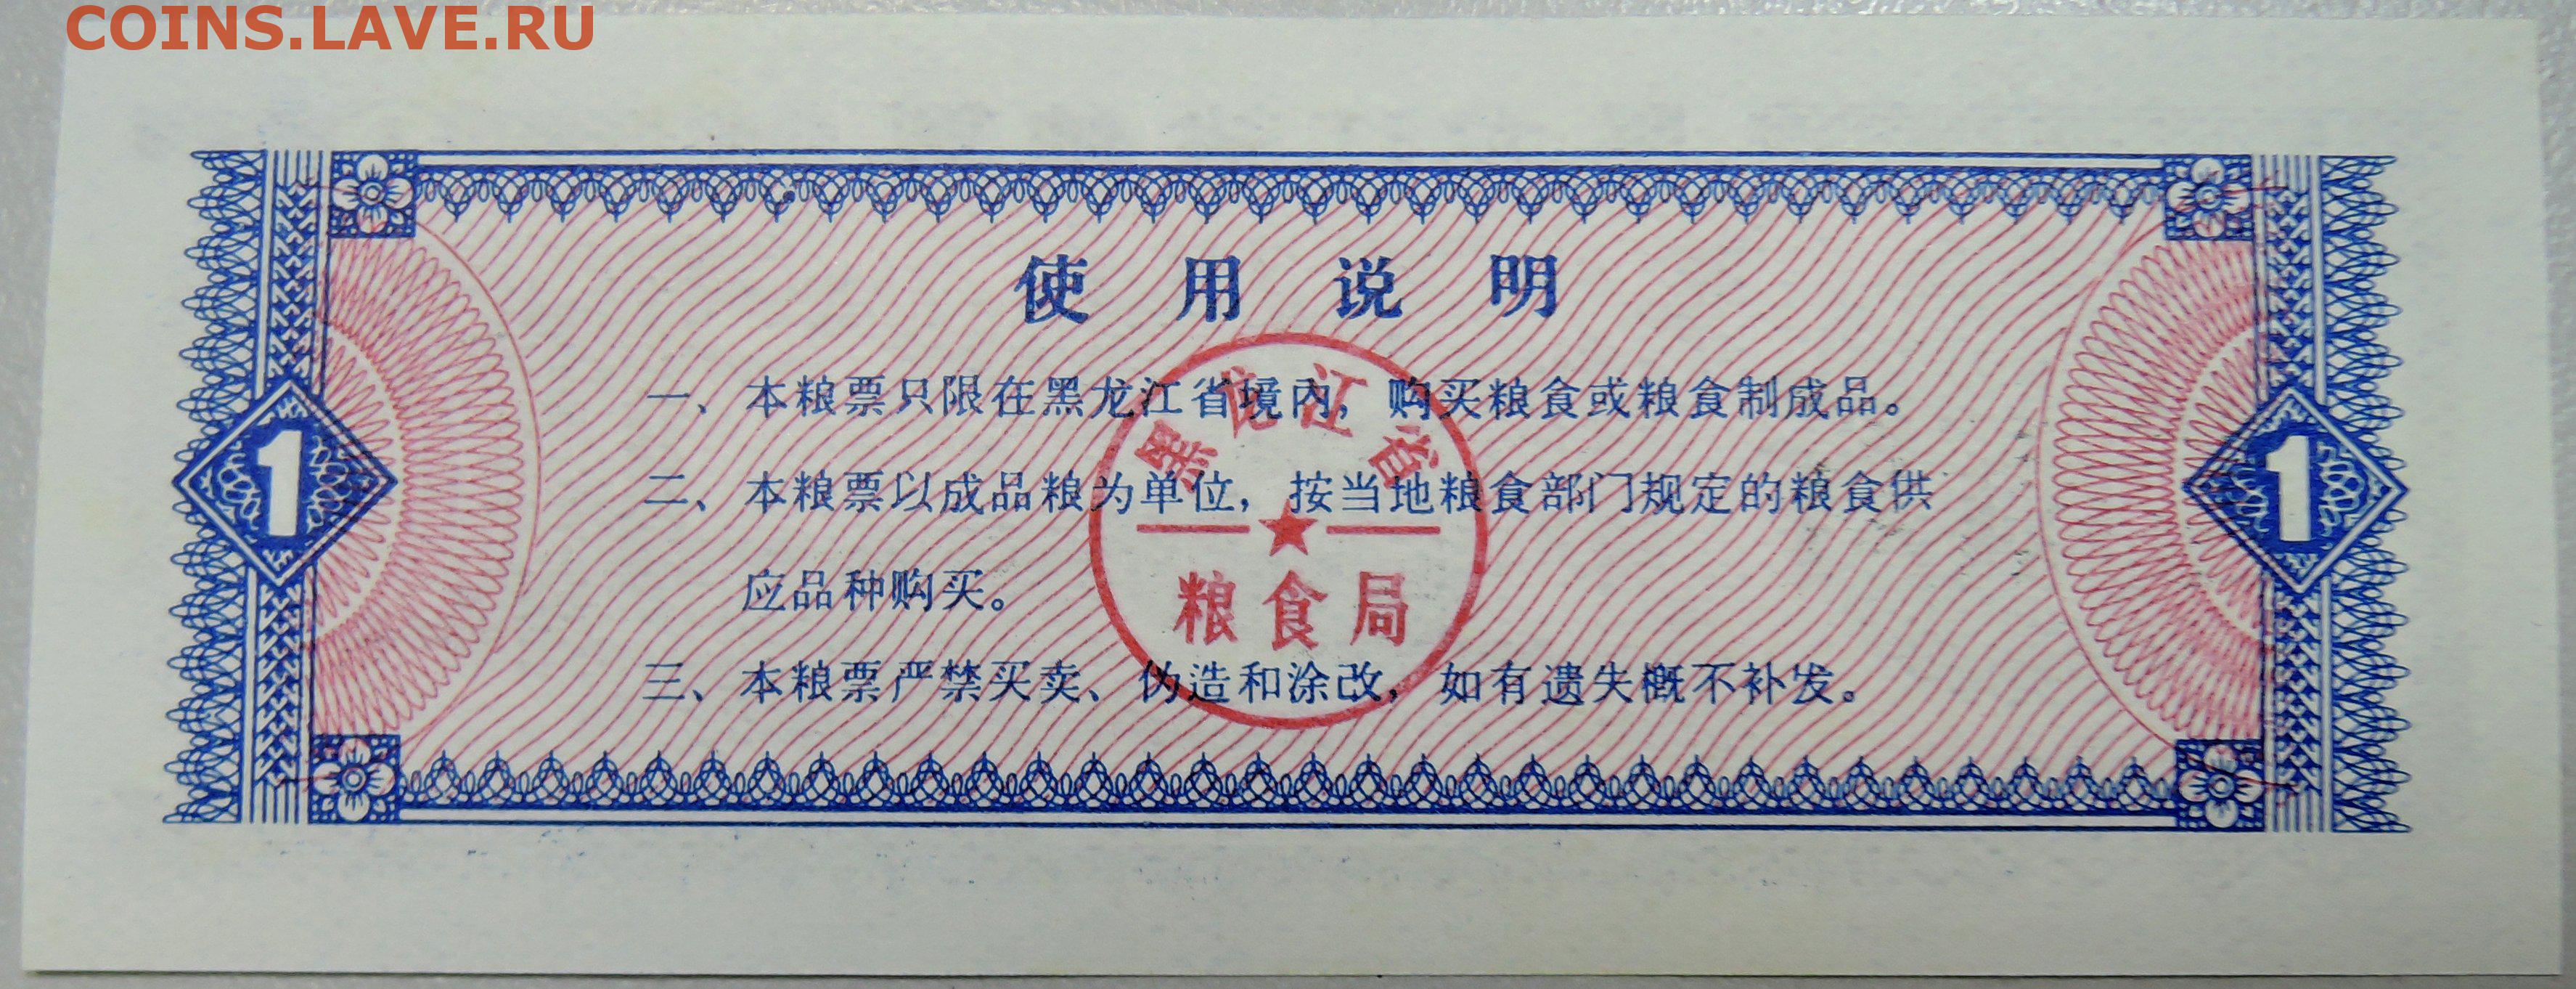 COINS.LAVE.RU
使用说明
一、本粮票只限在黑龙江省境内，购买粮食或粮食制成品。
二、本粮票以成品粮为单位，按当地粮食部门规定的粮食供
应品种购买。
三、本粮票严禁买卖、伪造和涂改，如有遗失概不补发。
黑龙江省
粮食局
1
1